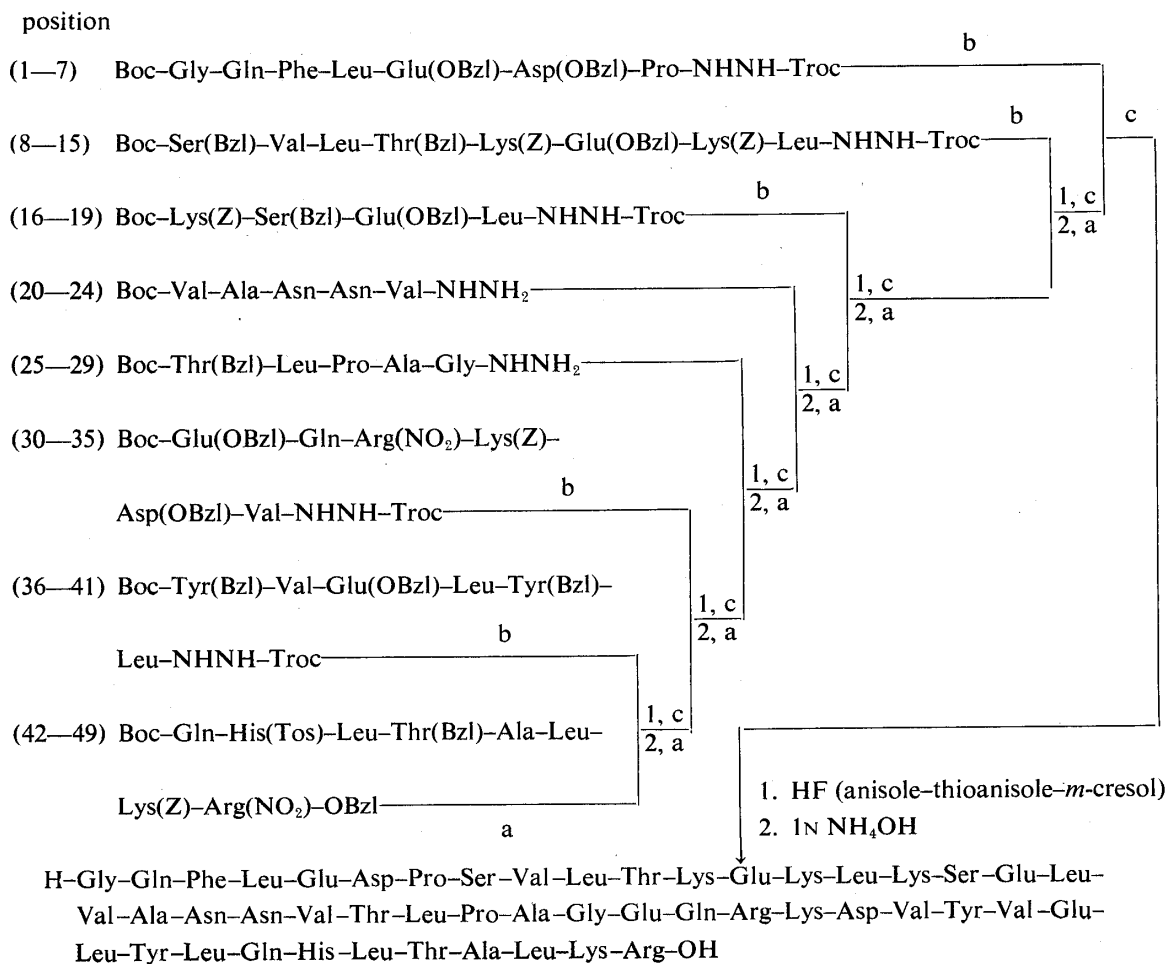 position
b
(1—7) Boc–Gly–Gln–Phe–Leu–Glu(OBzl)–Asp(OBzl)–Pro–NHNH–Troc
b c
(8—15) Boc–Ser(Bzl)–Val–Leu–Thr(Bzl)–Lys(Z)–Glu(OBzl)–Lys(Z)–Leu–NHNH–Troc
b 1, c
(16—19) Boc–Lys(Z)–Ser(Bzl)–Glu(OBzl)–Leu–NHNH–Troc
2, a
(20—24) Boc–Val–Ala–Asn–Asn–Val–NHNH₂
1, c
2, a
(25—29) Boc–Thr(Bzl)–Leu–Pro–Ala–Gly–NHNH₂
1, c
2, a
(30—35) Boc–Glu(OBzl)–Gln–Arg(NO₂)–Lys(Z)–
1, c
2, a
b
Asp(OBzl)–Val–NHNH–Troc
(36—41) Boc–Tyr(Bzl)–Val–Glu(OBzl)–Leu–Tyr(Bzl)–
1, c
2, a
b
Leu–NHNH–Troc
(42—49) Boc–Gln–His(Tos)–Leu–Thr(Bzl)–Ala–Leu–
1, c
2, a
Lys(Z)–Arg(NO₂)–OBzl
a
1. HF (anisole–thioanisole–m-cresol)
2. 1N NH₄OH
H–Gly–Gln–Phe–Leu–Glu–Asp–Pro–Ser–Val–Leu–Thr–Lys–Glu–Lys–Leu–Lys–Ser–Glu–Leu–
Val–Ala–Asn–Asn–Val–Thr–Leu–Pro–Ala–Gly–Glu–Gln–Arg–Lys–Asp–Val–Tyr–Val–Glu–
Leu–Tyr–Leu–Gln–His–Leu–Thr–Ala–Leu–Lys–Arg–OH